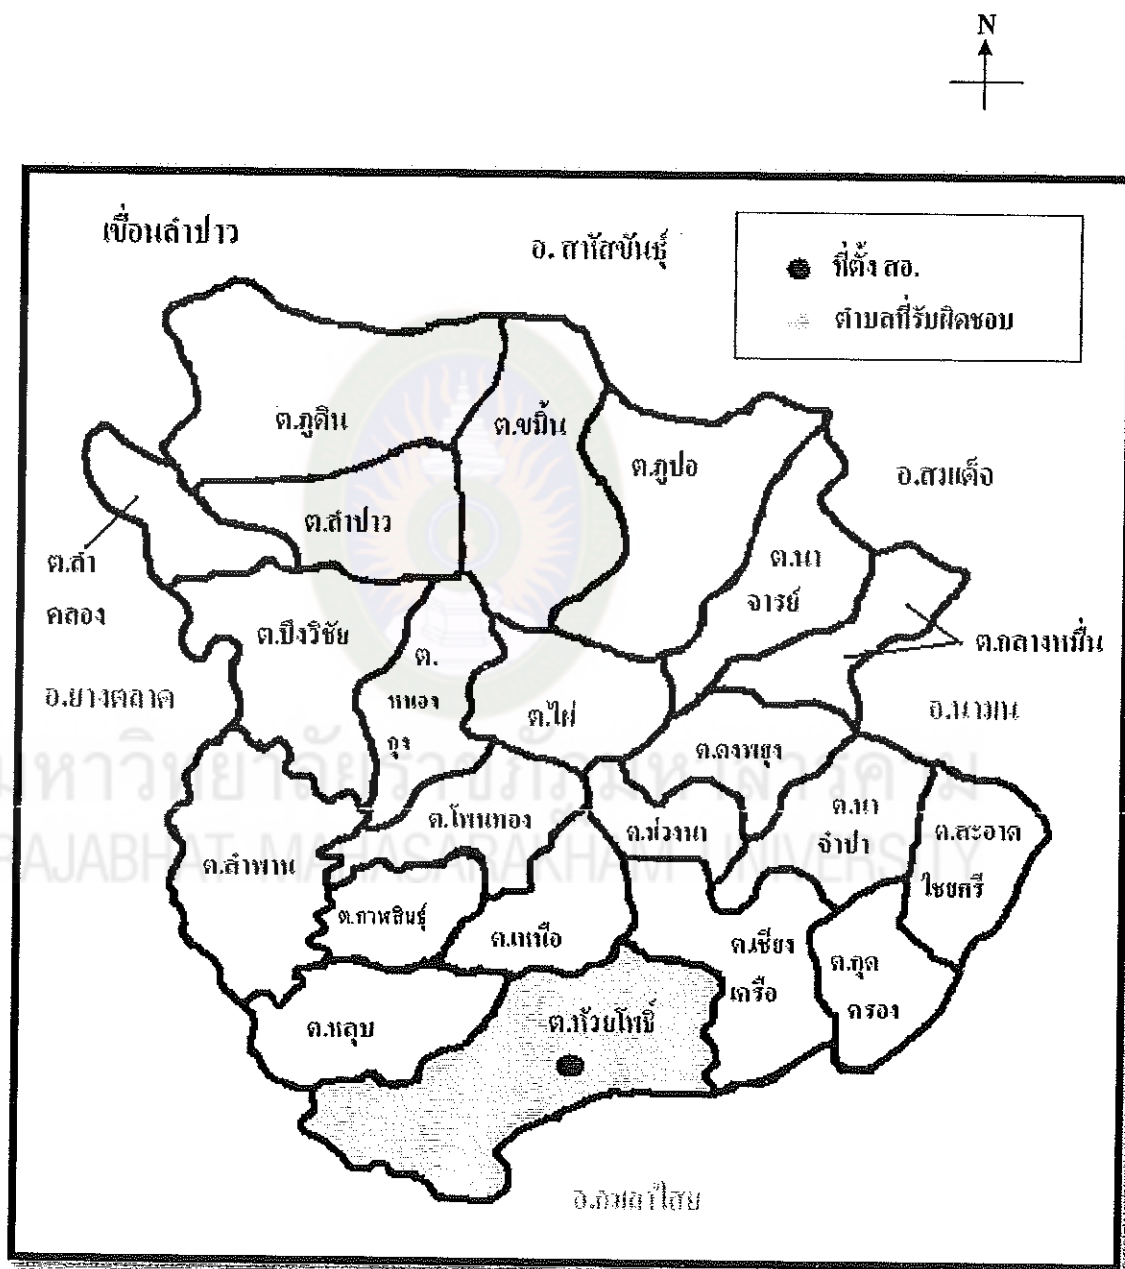 N
เขื่อนลำปาว
อ. สาหัสขันธุ์
ที่ตั้ง สอ.
ตำบลที่รับผิดชอบ
ต.ภูดิน
ต.ขมิ้น
ต.ภูปอ
อ.สมเด็จ
ต.ลำปาว
ต.ลำ
คลอง
ต.นา
จารย์
ต.บึงวิชัย
ต.
หนอง
กุง
ต.กลางหมื่น
อ.ยางตลาด
ต.ไผ่
อ.นามน
มหาวิทยาลัยราชภัฏมหาสารคาม
RAJABHAT MAHASARAKHAM UNIVERSITY
ต.ดงพยุง
ต.โพนทอง
ต.ม่วงนา
ต.นา
จำปา
ต.สะอาด
ไชยศรี
ต.ลำพาน
ต.กาฬสินธุ์
ต.เหนือ
ต.เชียง
เครือ
ต.กุด
ครอง
ต.หลุบ
ต.ห้วยโพธิ์
อ.กมลาไสย